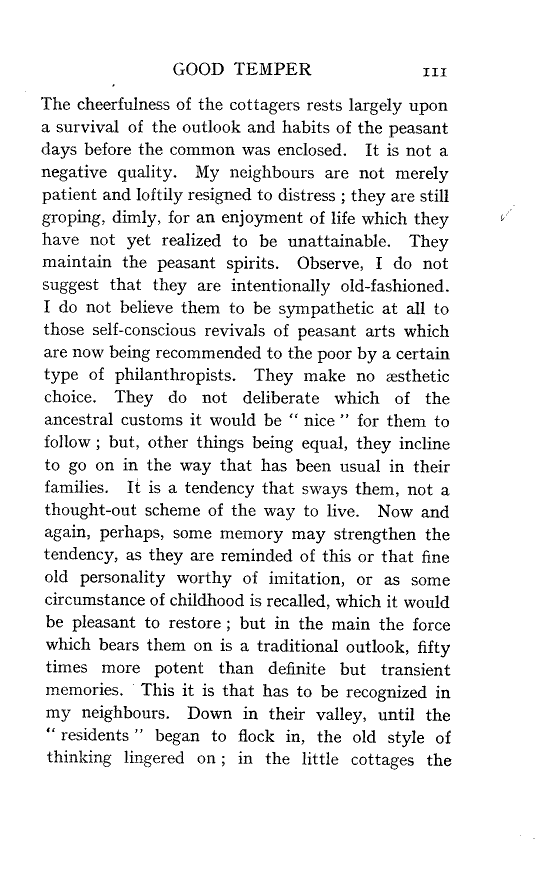 GOOD TEMPER 111
The cheerfulness of the cottagers rests largely upon
a survival of the outlook and habits of the peasant
days before the common was enclosed. It is not a
negative quality. My neighbours are not merely
patient and loftily resigned to distress ; they are still
groping, dimly, for an enjoyment of life which they
have not yet realized to be unattainable. They
maintain the peasant spirits. Observe, I do not
suggest that they are intentionally old-fashioned.
I do not believe them to be sympathetic at all to
those self-conscious revivals of peasant arts which
are now being recommended to the poor by a certain
type of philanthropists. They make no æsthetic
choice. They do not deliberate which of the
ancestral customs it would be “ nice ” for them to
follow ; but, other things being equal, they incline
to go on in the way that has been usual in their
families. It is a tendency that sways them, not a
thought-out scheme of the way to live. Now and
again, perhaps, some memory may strengthen the
tendency, as they are reminded of this or that fine
old personality worthy of imitation, or as some
circumstance of childhood is recalled, which it would
be pleasant to restore ; but in the main the force
which bears them on is a traditional outlook, fifty
times more potent than definite but transient
memories. This it is that has to be recognized in
my neighbours. Down in their valley, until the
“ residents ” began to flock in, the old style of
thinking lingered on ; in the little cottages the